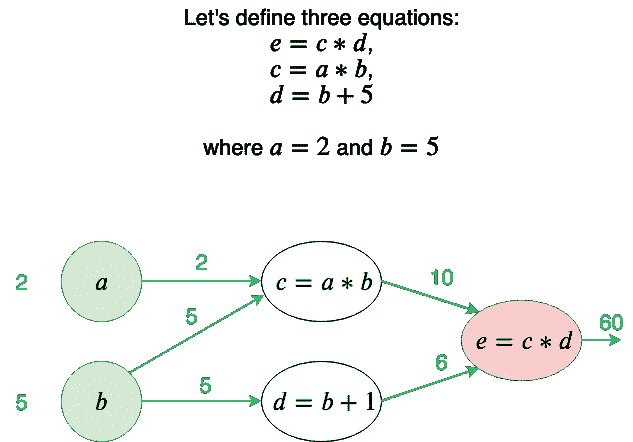 Let's define three equations:
e = c * d,
c = a * b,
d = b + 5
where a = 2 and b = 5
2
a
2
c = a * b
10
5
e = c * d
60
5
b
5
d = b + 1
6